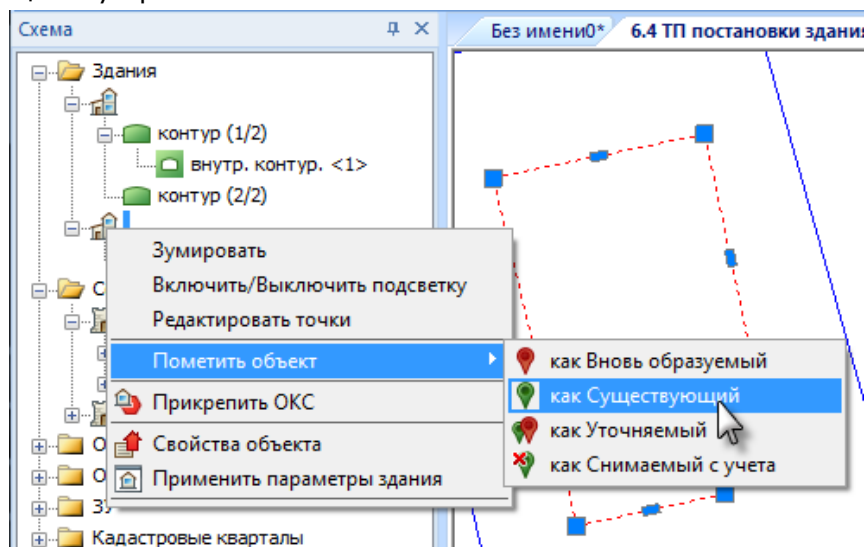 Схема
Без имени0* 6.4 ТП постановки здания
Здания
контур (1/2)
внутр. контур. <1>
контур (2/2)
Зумировать
Включить/Выключить подсветку
Редактировать точки
Пометить объект
как Вновь образуемый
как Существующий
как Уточняемый
как Снимаемый с учета
Прикрепить ОКС
Свойства объекта
Применить параметры здания
Кадастровые кварталы